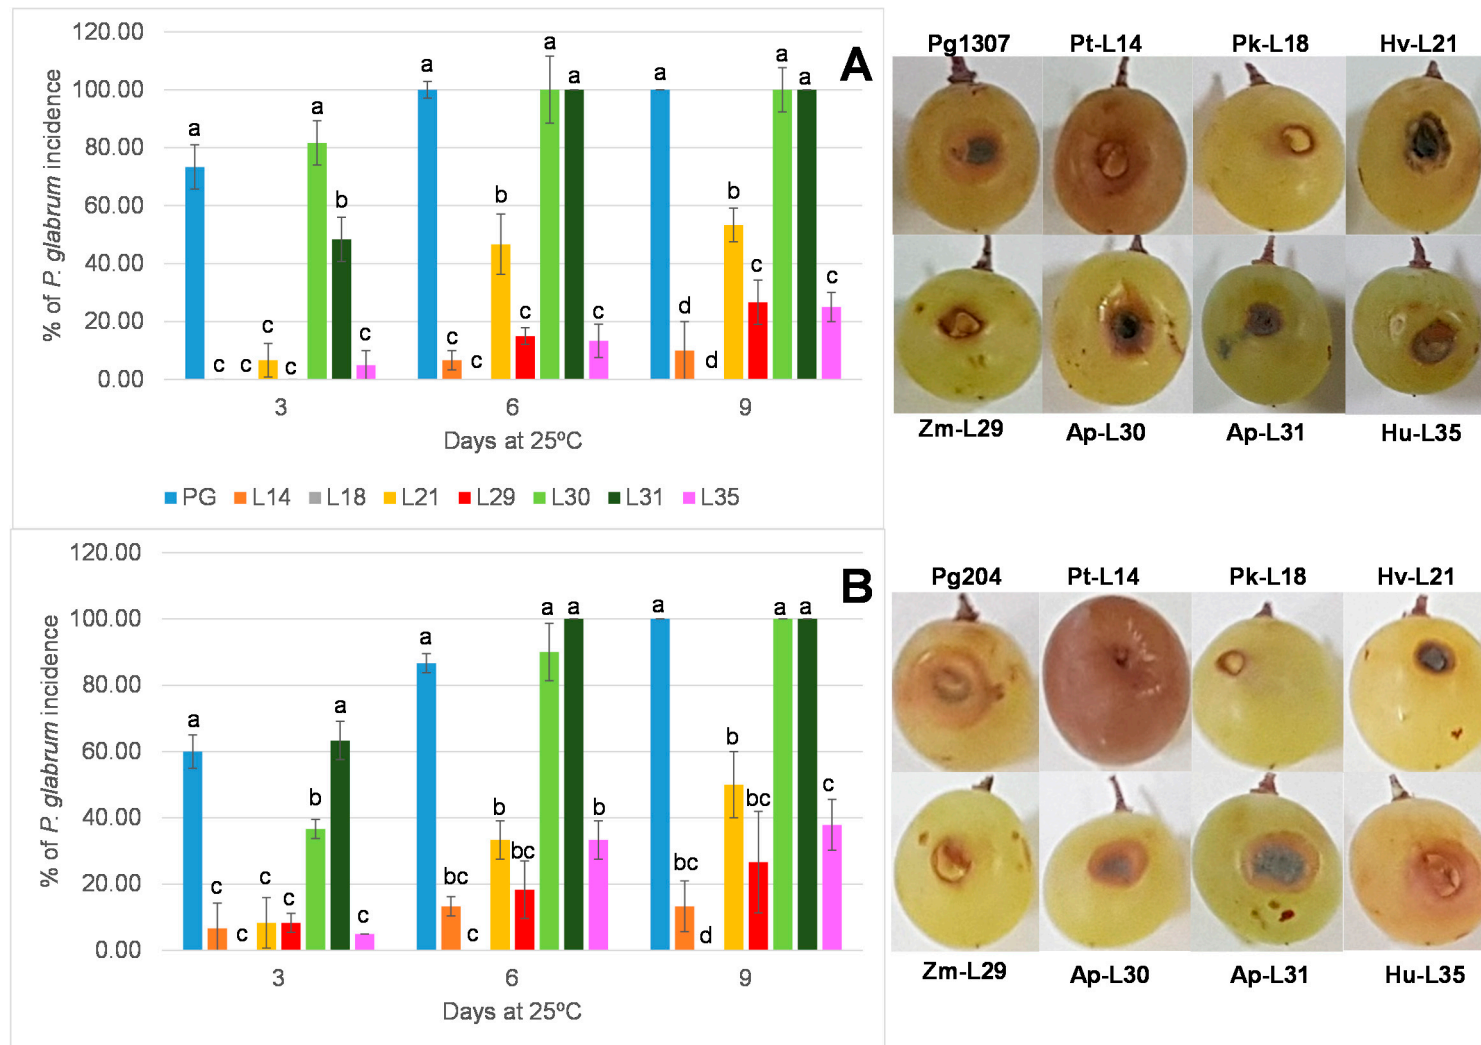 120.00
100.00
80.00
60.00
40.00
20.00
0.00
% of P. glabrum incidence
A
a c c c c a b c
a c c b c a a c
a d d b c a a c
3 6 9
Days at 25ºC
PG L14 L18 L21 L29 L30 L31 L35
Pg1307 Pt-L14 Pk-L18 Hv-L21
Zm-L29 Ap-L30 Ap-L31 Hu-L35
120.00
100.00
80.00
60.00
40.00
20.00
0.00
% of P. glabrum incidence
B
a c c c c b a c
a bc c b bc a a b
a bc d b bc a a c
3 6 9
Days at 25ºC
Pg204 Pt-L14 Pk-L18 Hv-L21
Zm-L29 Ap-L30 Ap-L31 Hu-L35